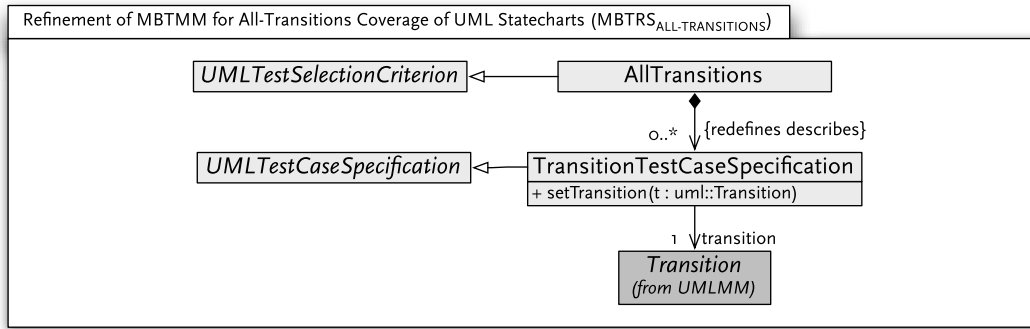 Refinement of MBTMM for All-Transitions Coverage of UML Statecharts (MBTRSALL-TRANSITIONS)
UMLTestSelectionCriterion
AllTransitions
0..*
{redefines describes}
UMLTestCaseSpecification
TransitionTestCaseSpecification
+ setTransition(t : uml::Transition)
1
transition
Transition
(from UMLMM)